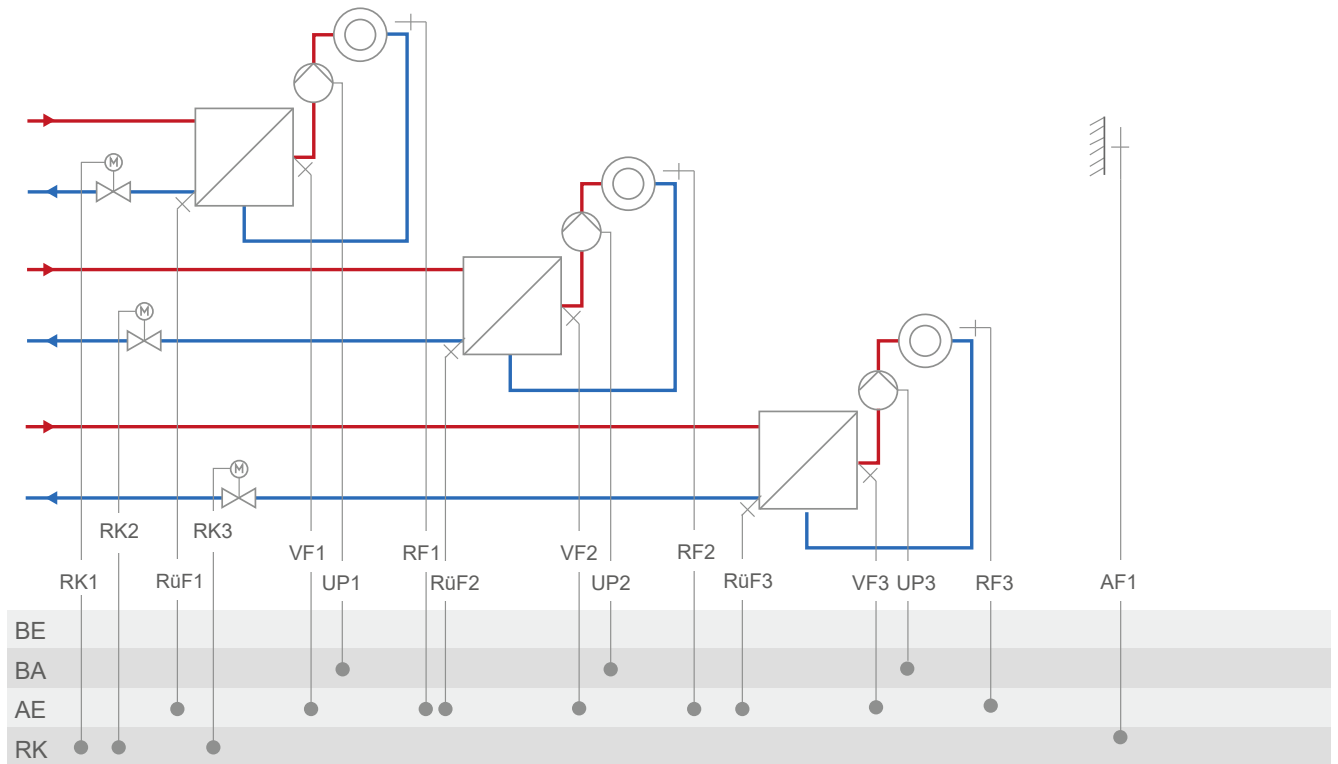 M
M
M
RK2
RK3
VF1
RF1
VF2
RF2
RK1
RüF1
UP1
RüF2
UP2
RüF3
VF3
UP3
RF3
AF1
BE
BA
AE
RK